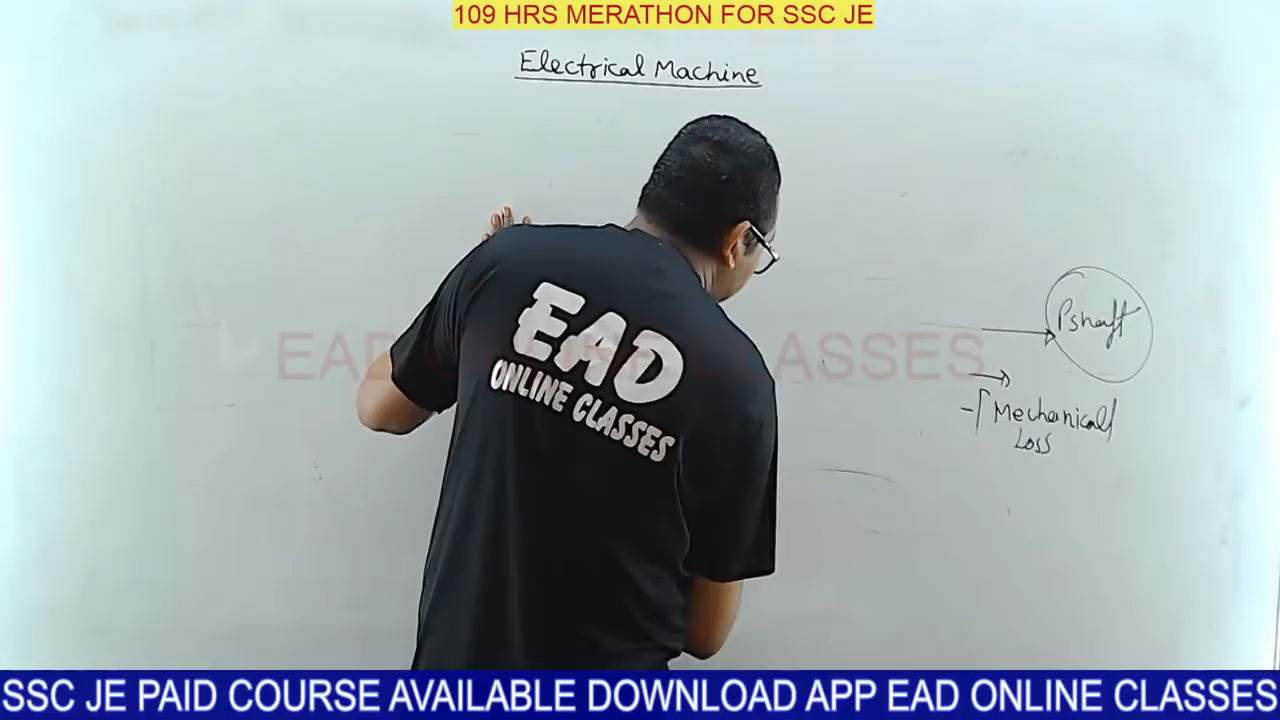 109 HRS MERATHON FOR SSC JE
Electrical Machine
EAD
ONLINE CLASSES
Pshaft
Mechanical
Loss
SSC JE PAID COURSE AVAILABLE DOWNLOAD APP EAD ONLINE CLASSES